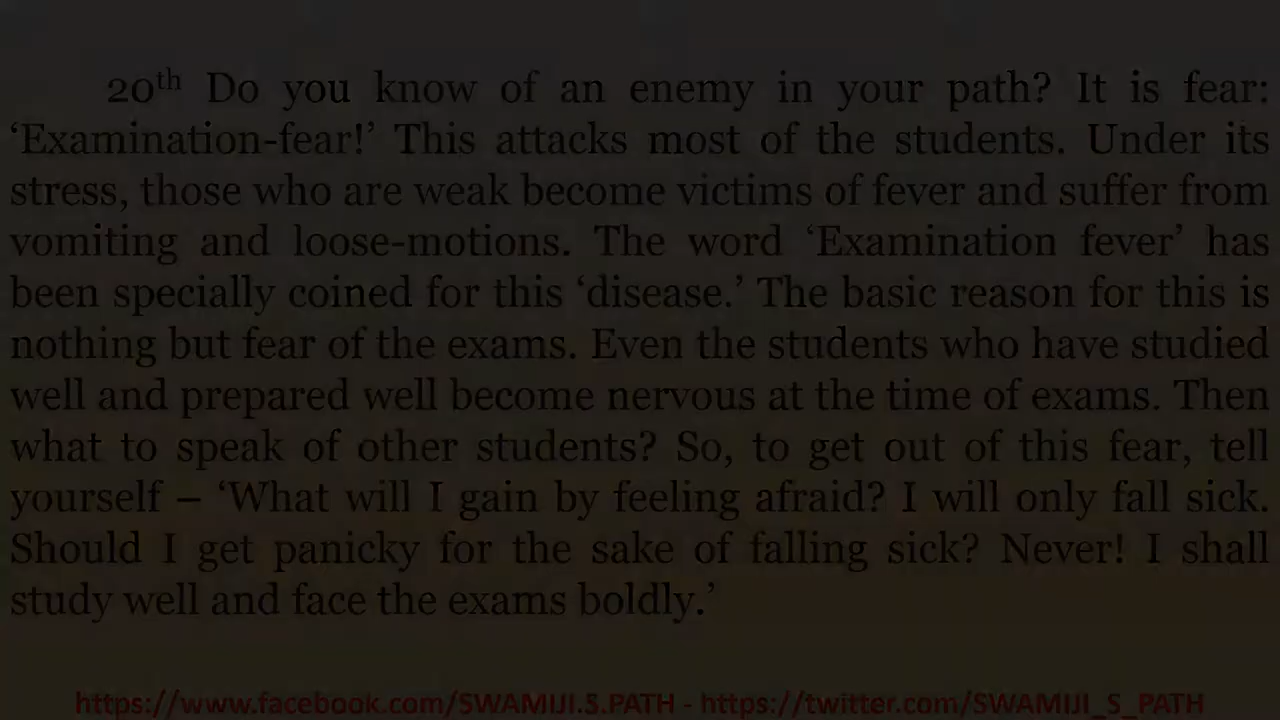 20th Do you know of an enemy in your path? It is fear:
‘Examination-fear!’ This attacks most of the students. Under its
stress, those who are weak become victims of fever and suffer from
vomiting and loose-motions. The word ‘Examination fever’ has
been specially coined for this ‘disease.’ The basic reason for this is
nothing but fear of the exams. Even the students who have studied
well and prepared well become nervous at the time of exams. Then
what to speak of other students? So, to get out of this fear, tell
yourself – ‘What will I gain by feeling afraid? I will only fall sick.
Should I get panicky for the sake of falling sick? Never! I shall
study well and face the exams boldly.’
https://www.facebook.com/SWAMIJI.S.PATH - https://twitter.com/SWAMIJI_S_PATH